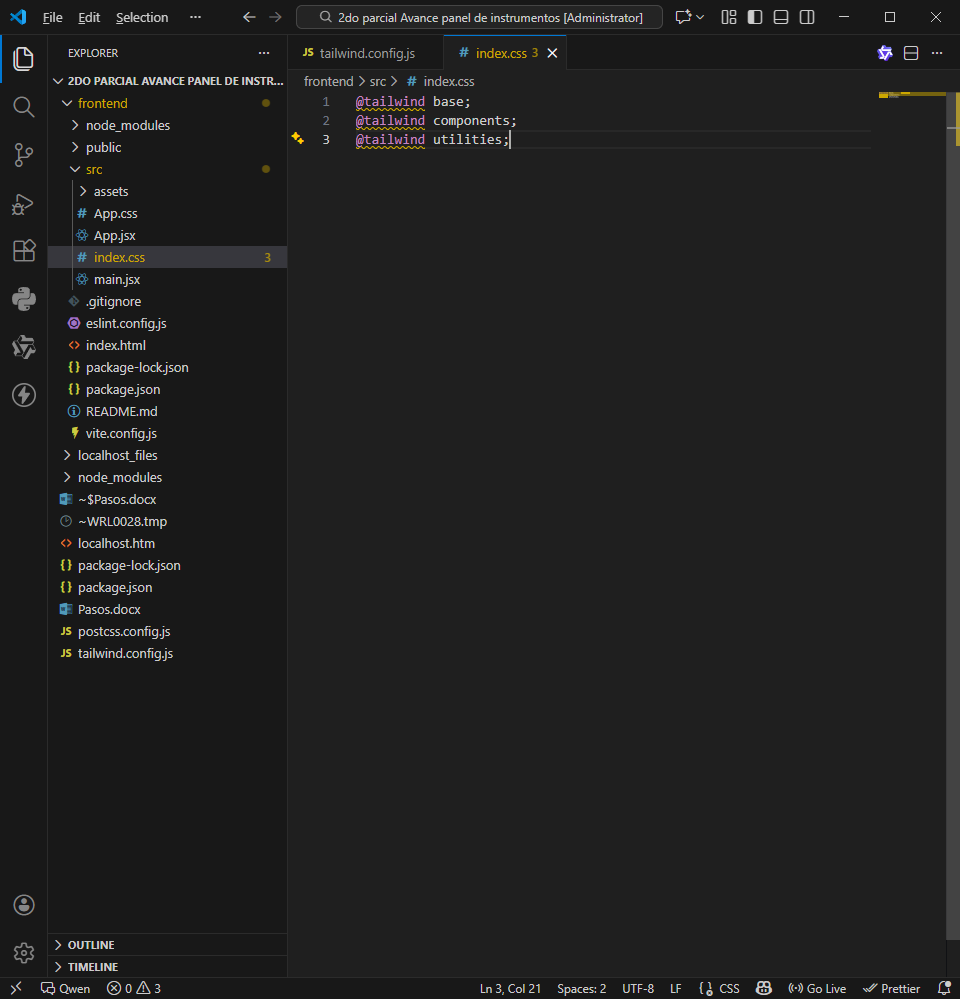 File Edit Selection ··· 2do parcial Avance panel de instrumentos [Administrator]
EXPLORER ···
2DO PARCIAL AVANCE PANEL DE INSTR...
frontend
node_modules
public
src
assets
# App.css
App.jsx
# index.css 3
main.jsx
.gitignore
eslint.config.js
<> index.html
{} package-lock.json
{} package.json
README.md
vite.config.js
localhost_files
node_modules
~$Pasos.docx
~WRL0028.tmp
<> localhost.htm
{} package-lock.json
{} package.json
Pasos.docx
JS postcss.config.js
JS tailwind.config.js
OUTLINE
TIMELINE
JS tailwind.config.js # index.css 3
frontend > src > # index.css
1 @tailwind base;
2 @tailwind components;
3 @tailwind utilities;
Qwen 0 3 Ln 3, Col 21 Spaces: 2 UTF-8 LF {} CSS Go Live Prettier